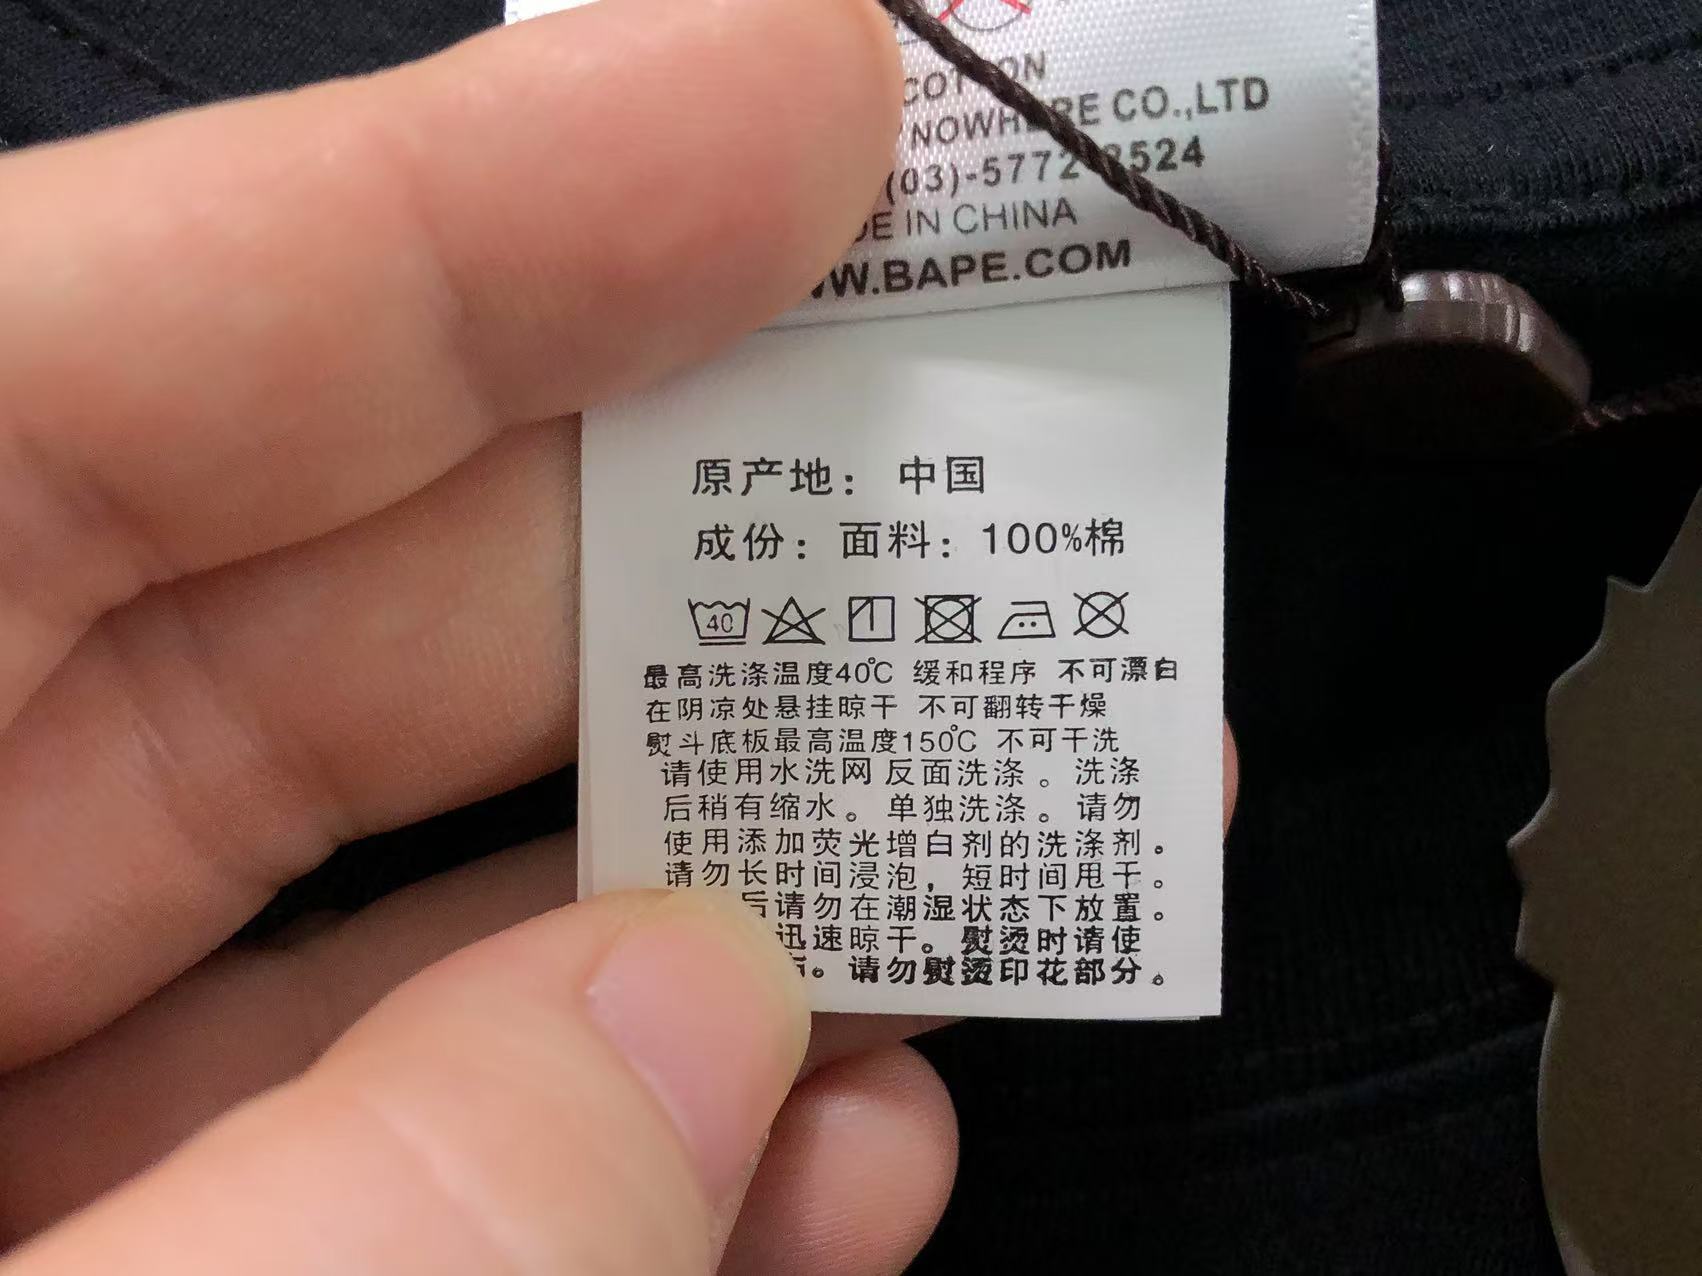 COTTON
NOWHERE CO.,LTD
(03)-5772-2524
IN CHINA
WWW.BAPE.COM
原产地：中国
成份：面料：100%棉
40
最高洗涤温度40℃ 缓和程序 不可漂白
在阴凉处悬挂晾干 不可翻转干燥
熨斗底板最高温度150℃ 不可干洗
请使用水洗网反面洗涤。洗涤
后稍有缩水。单独洗涤。请勿
使用添加荧光增白剂的洗涤剂。
请勿长时间浸泡，短时间甩干。
后请勿在潮湿状态下放置。
迅速晾干。熨烫时请使
。请勿熨烫印花部分。